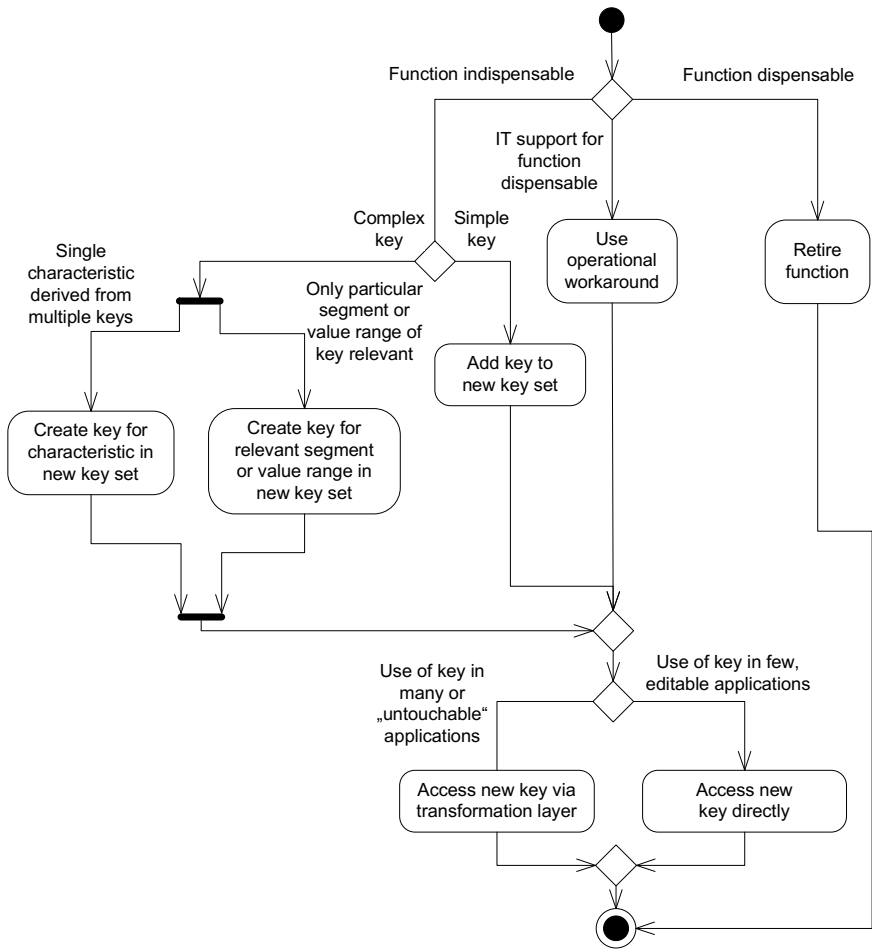 Function indispensable
Function dispensable
IT support for
function
dispensable
Complex
key
Simple
key
Single
characteristic
derived from
multiple keys
Only particular
segment or
value range of
key relevant
Use
operational
workaround
Retire
function
Add key to
new key set
Create key for
characteristic in
new key set
Create key for
relevant segment
or value range in
new key set
Use of key in
many or
„untouchable“
applications
Use of key in few,
editable applications
Access new key via
transformation layer
Access new
key directly